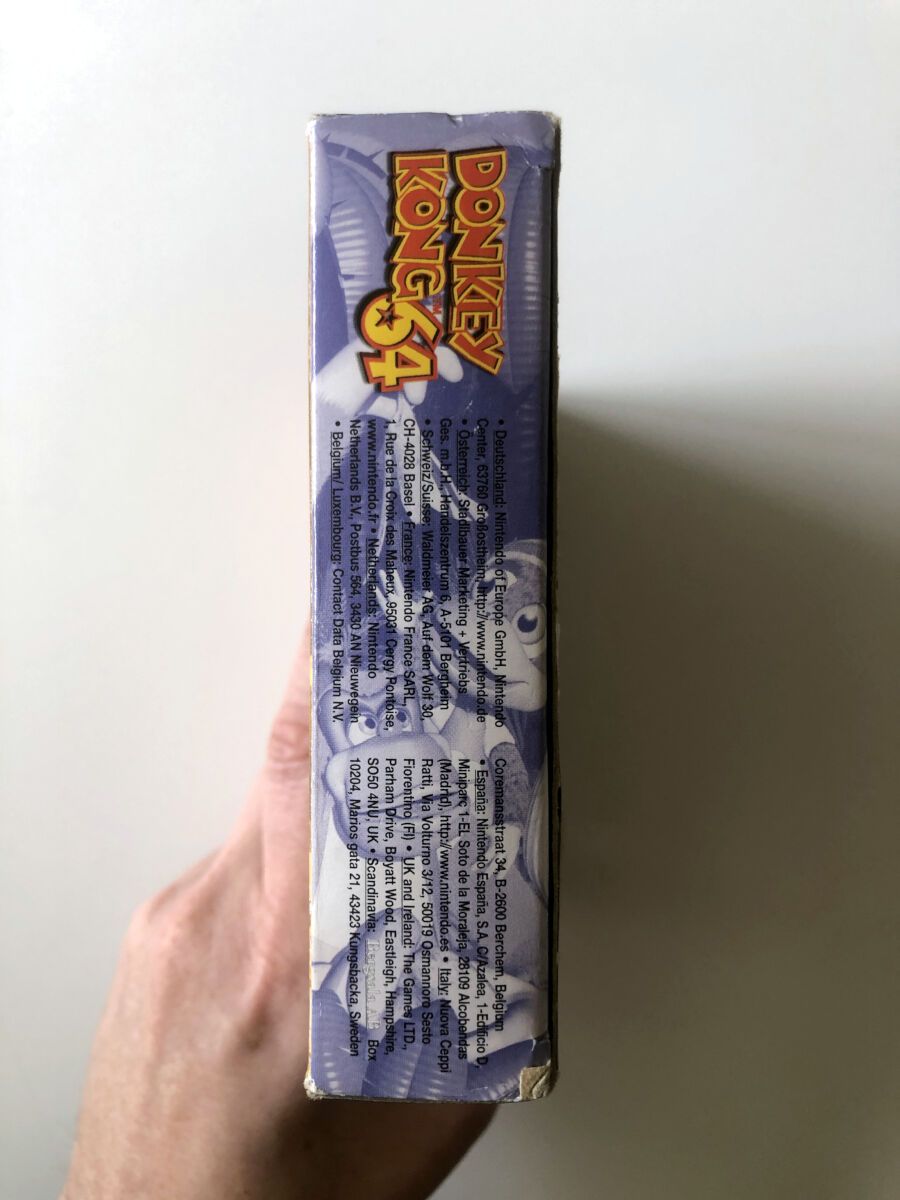 DONKEY
KONG 64™
• Deutschland: Nintendo of Europe GmbH, Nintendo
Center, 63760 Großostheim, http://www.nintendo.de
• Österreich: Stadlbauer Marketing + Vertriebs
Ges. m.b.H., Handelszentrum 6, A-5101 Bergheim
• Schweiz/Suisse: Waldmeier AG, Auf dem Wolf 30,
CH-4028 Basel • France: Nintendo France SARL,
1, Rue de la Croix des Maheux, 95031 Cergy Pontoise,
www.nintendo.fr • Netherlands: Nintendo
Netherlands B.V., Postbus 564, 3430 AN Nieuwegein
• Belgium/ Luxembourg: Contact Data Belgium N.V.
Coremansstraat 34, B-2600 Berchem, Belgium
• España: Nintendo España, S.A. C/Azalea, 1-Edificio D,
Miniparc 1-EL Soto de la Moraleja, 28109 Alcobendas
(Madrid), http://www.nintendo.es • Italy: Nuova Ceppi
Ratti, Via Volturno 3/12, 50019 Osmannoro Sesto
Fiorentino (FI) • UK and Ireland: The Games LTD.,
Parham Drive, Boyatt Wood, Eastleigh, Hampshire,
SO50 4NU, UK • Scandinavia: Bergsala AB Box
10204, Marios gata 21, 43423 Kungsbacka, Sweden